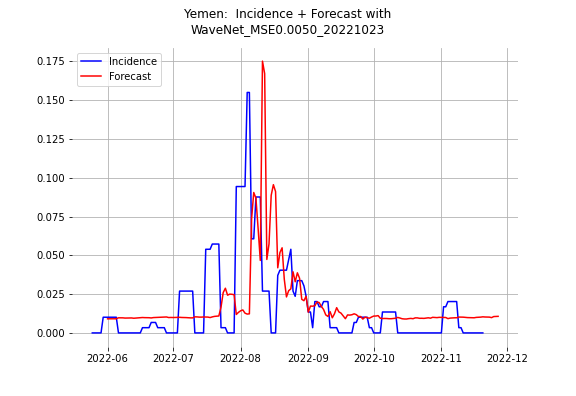 Yemen:  Incidence + Forecast with
WaveNet_MSE0.0050_20221023
Incidence
Forecast
0.175
0.150
0.125
0.100
0.075
0.050
0.025
0.000
2022-06 2022-07 2022-08 2022-09 2022-10 2022-11 2022-12